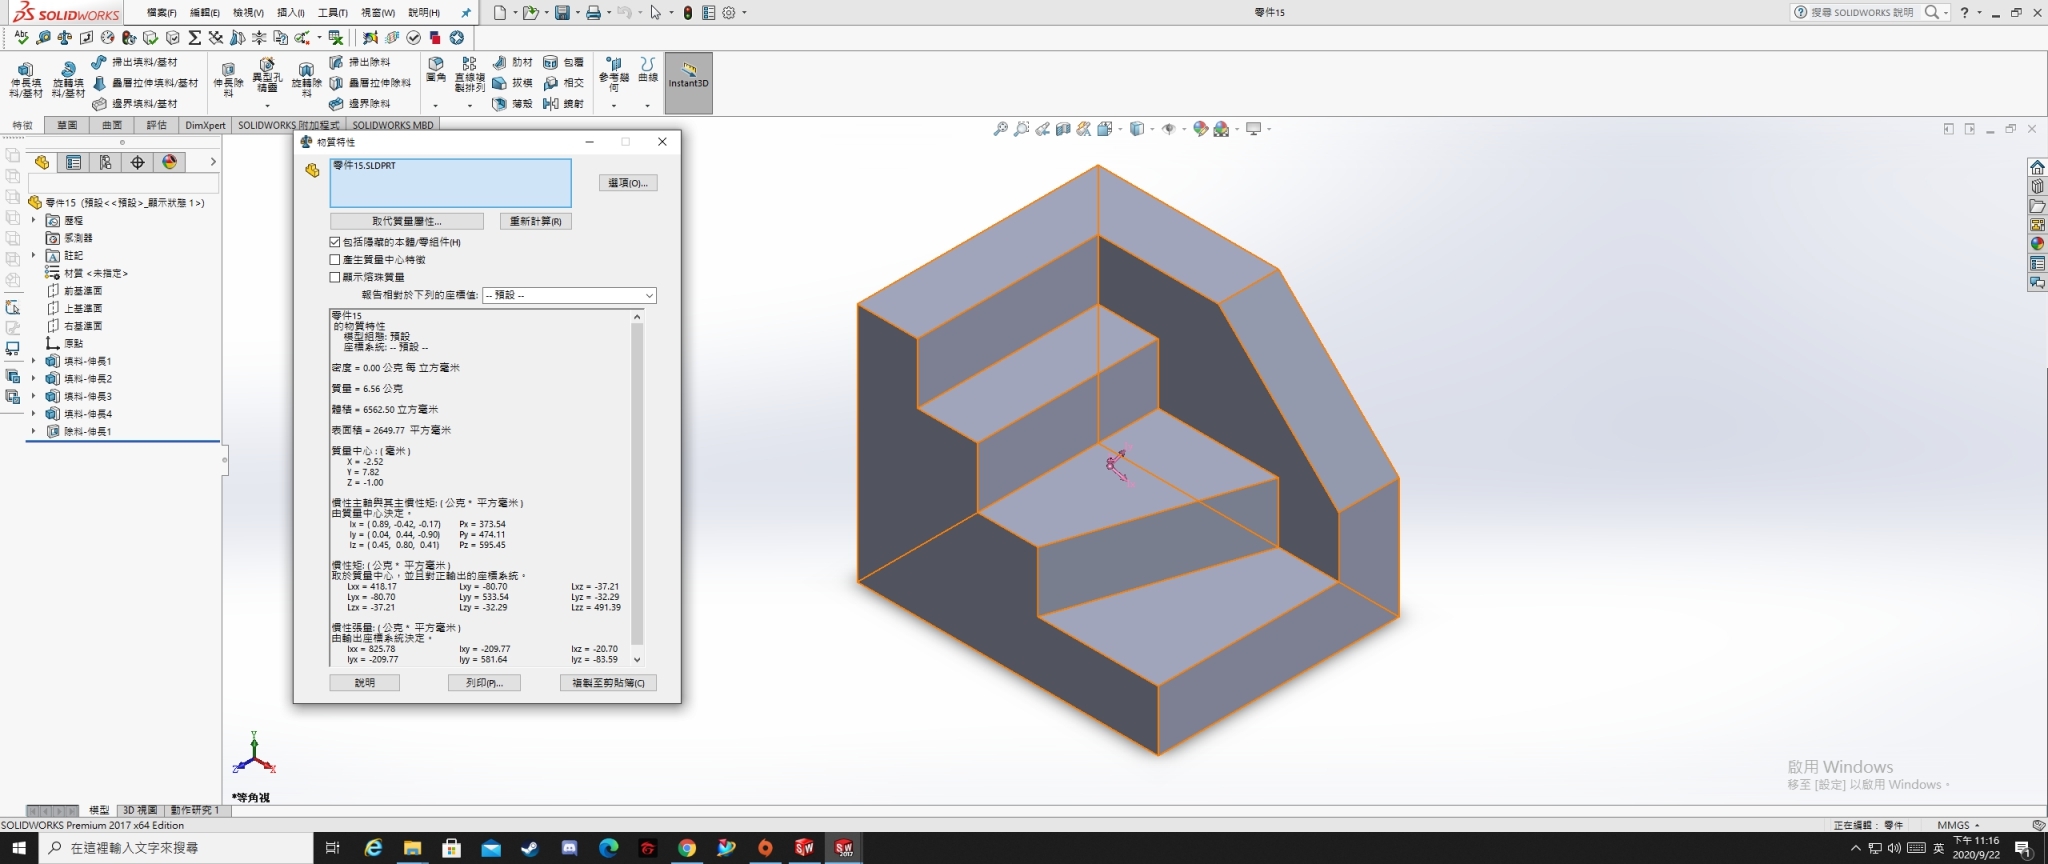 SOLIDWORKS 檔案(F) 編輯(E) 檢視(V) 插入(I) 工具(T) 視窗(W) 說明(H) 零件15 搜尋 SOLIDWORKS 說明
伸長填料/基材
旋轉填料/基材
掃出填料/基材
疊層拉伸填料/基材
邊界填料/基材
伸長除料
異型孔精靈
旋轉除料
掃出除料
疊層拉伸除料
邊界除料
圓角
直線複製排列
肋材
拔模
薄殼
包覆
相交
鏡射
參考幾何
曲線
Instant3D
特徵 草圖 曲面 評估 DimXpert SOLIDWORKS 附加程式 SOLIDWORKS MBD
零件15 (預設<<預設>_顯示狀態 1>)
歷程
感測器
註記
材質 <未指定>
前基準面
上基準面
右基準面
原點
填料-伸長1
填料-伸長2
填料-伸長3
填料-伸長4
除料-伸長1
物質特性
零件15.SLDPRT
選項(O)...
取代質量屬性... 重新計算(R)
包括隱藏的本體/零組件(H)
產生質量中心特徵
顯示熔珠質量
報告相對於下列的座標值: -- 預設 --
零件15
的物質特性
模型組態: 預設
座標系統: -- 預設 --
密度 = 0.00 公克 每 立方毫米
質量 = 6.56 公克
體積 = 6562.50 立方毫米
表面積 = 2649.77 平方毫米
質量中心 : ( 毫米 )
X = -2.52
Y = 7.82
Z = -1.00
慣性主軸與其主慣性矩: ( 公克 * 平方毫米 )
由質量中心決定。
Ix = ( 0.89, -0.42, -0.17) Px = 373.54
Iy = ( 0.04, 0.44, -0.90) Py = 474.11
Iz = ( 0.45, 0.80, 0.41) Pz = 595.45
慣性矩: ( 公克 * 平方毫米 )
取於質量中心，並且對正輸出的座標系統。
Lxx = 418.17 Lxy = -80.70 Lxz = -37.21
Lyx = -80.70 Lyy = 533.54 Lyz = -32.29
Lzx = -37.21 Lzy = -32.29 Lzz = 491.39
慣性張量: ( 公克 * 平方毫米 )
由輸出座標系統決定。
Ixx = 825.78 Ixy = -209.77 Ixz = -20.70
Iyx = -209.77 Iyy = 581.64 Iyz = -83.59
說明 列印(P)... 複製至剪貼簿(C)
Y
Z
X
*等角視
啟用 Windows
移至 [設定] 以啟用 Windows。
模型 3D 視圖 動作研究 1
SOLIDWORKS Premium 2017 x64 Edition 正在編輯： 零件 MMGS
在這裡輸入文字來搜尋
英
下午 11:16
2020/9/22